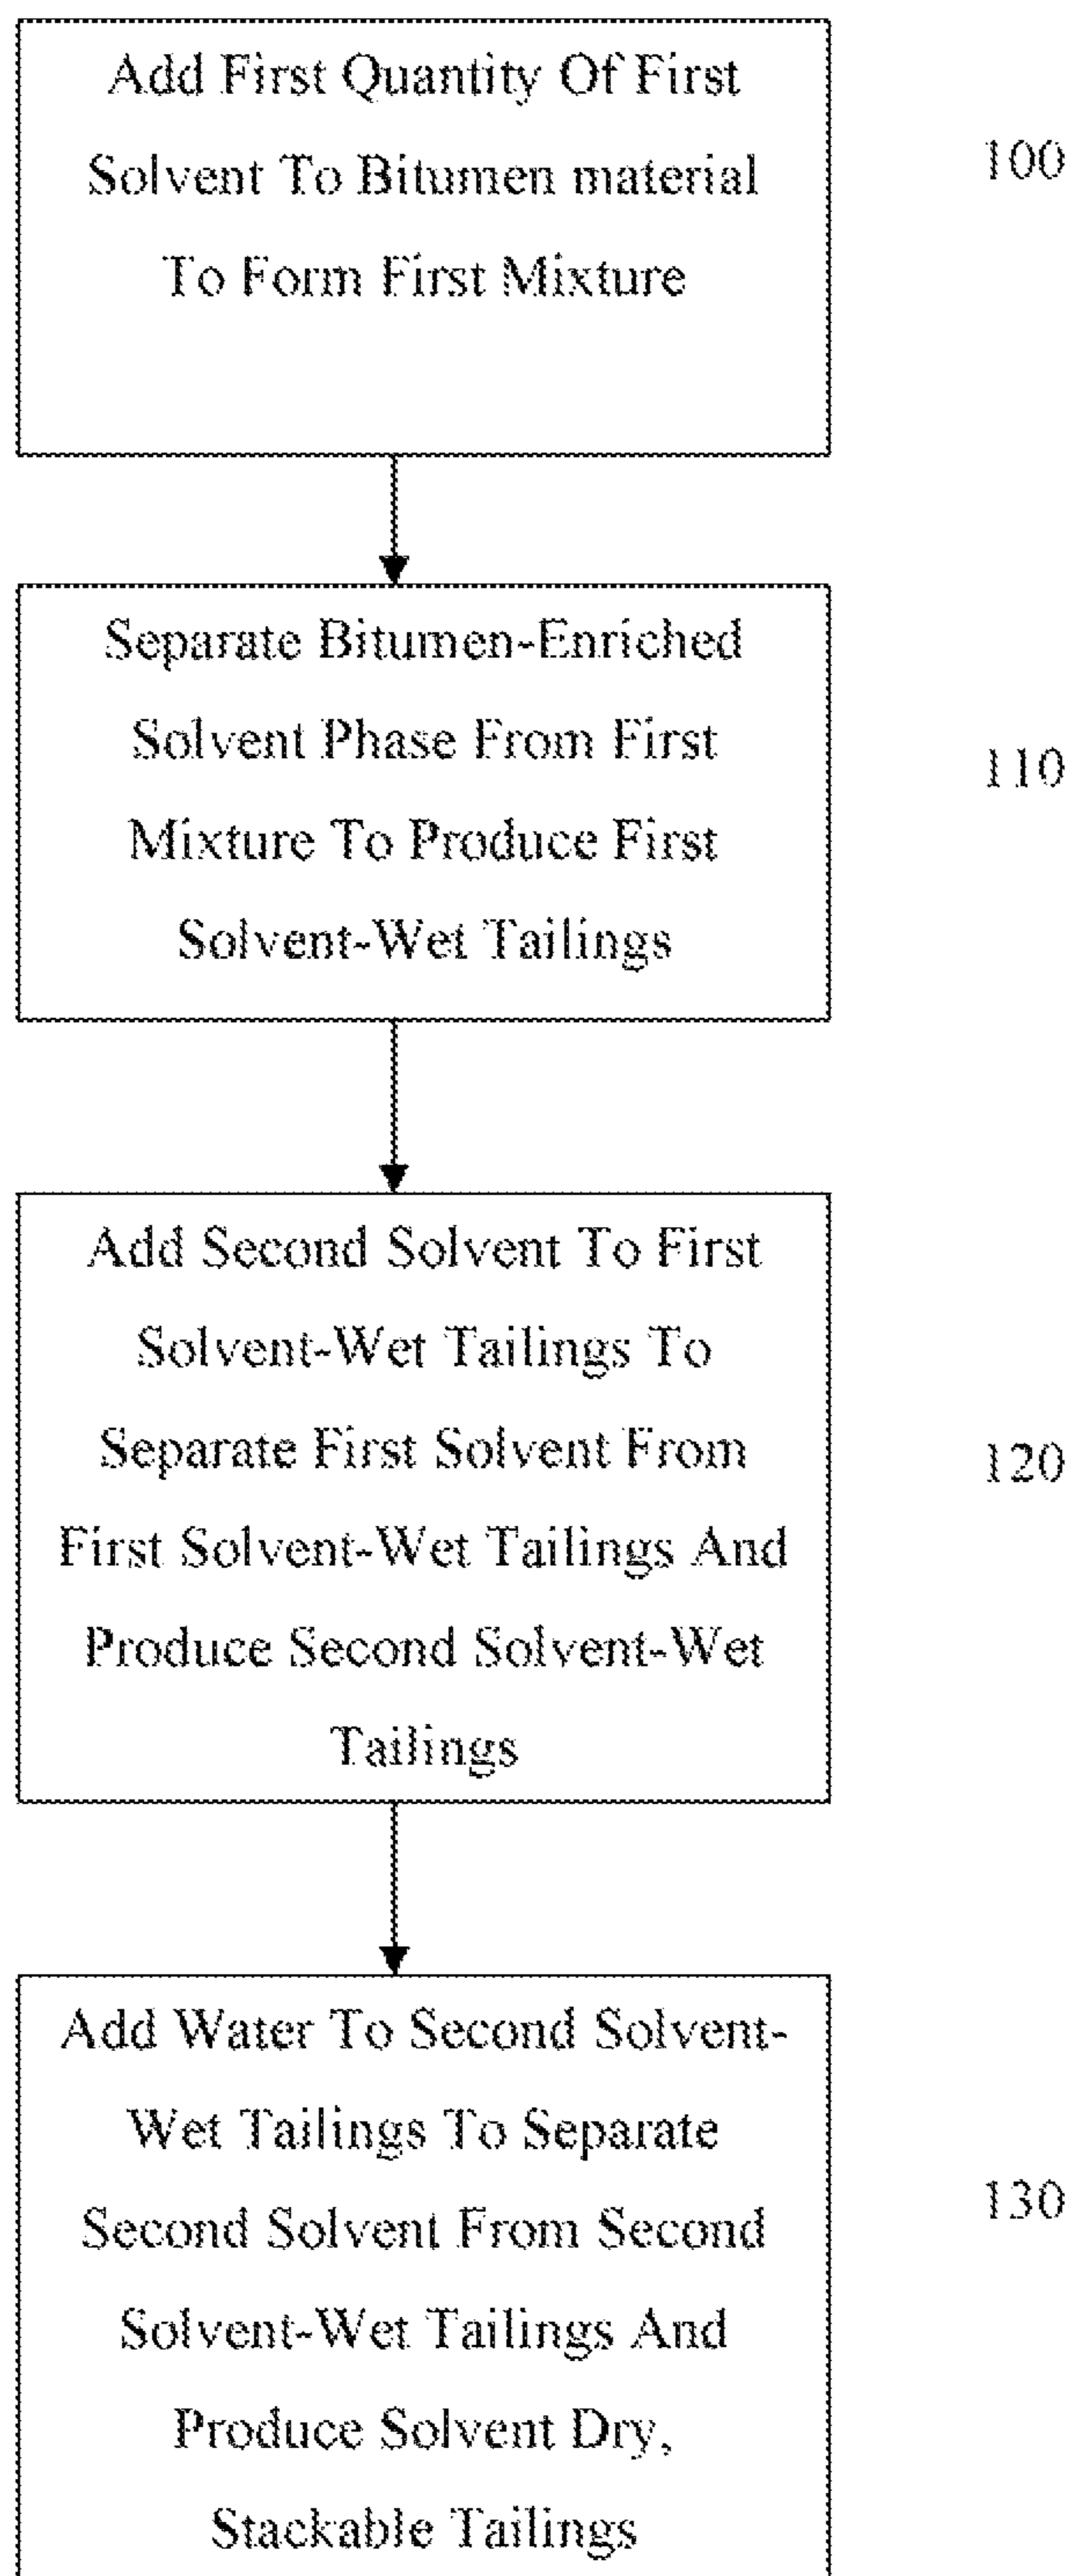 Add First Quantity Of First
Solvent To Bitumen material
To Form First Mixture
100
Separate Bitumen-Enriched
Solvent Phase From First
Mixture To Produce First
Solvent-Wet Tailings
110
Add Second Solvent To First
Solvent-Wet Tailings To
Separate First Solvent From
First Solvent-Wet Tailings And
Produce Second Solvent-Wet
Tailings
120
Add Water To Second Solvent-
Wet Tailings To Separate
Second Solvent From Second
Solvent-Wet Tailings And
Produce Solvent Dry,
Stackable Tailings
130